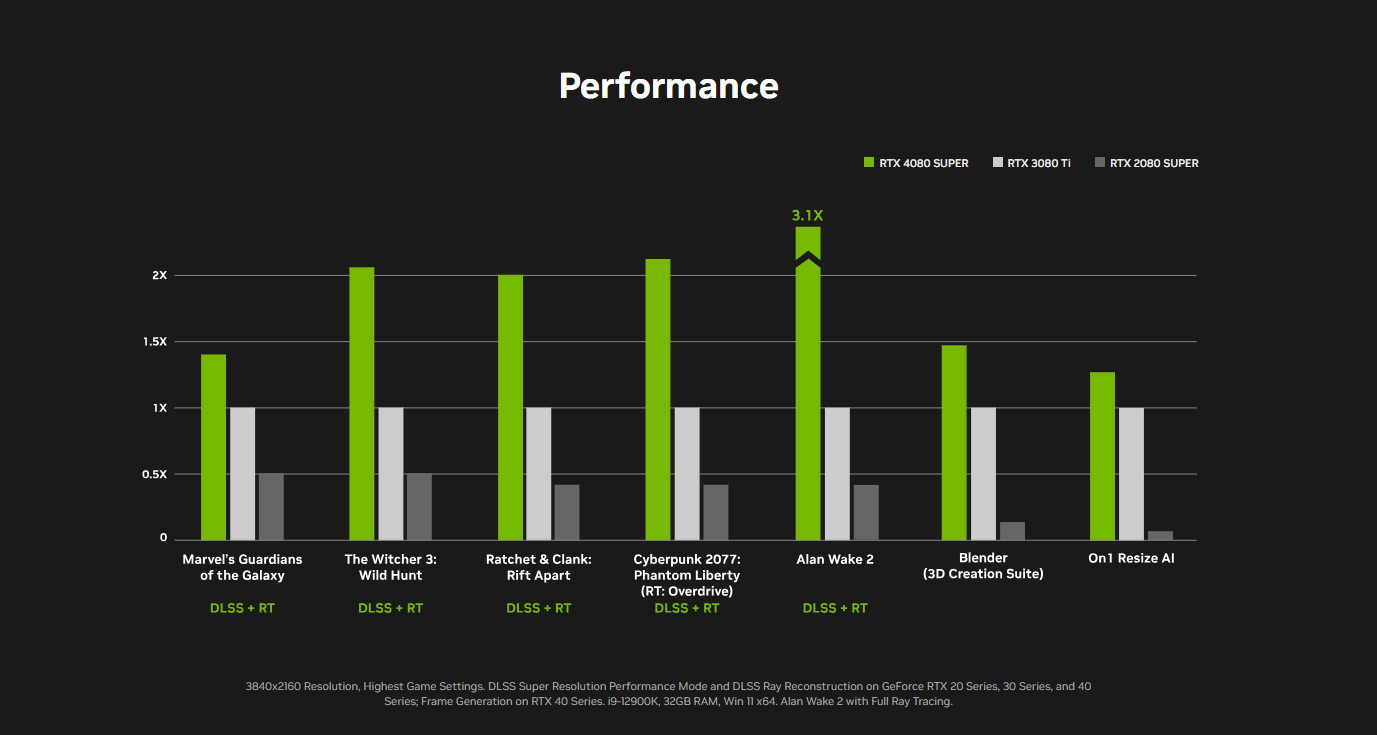 Performance
RTX 4080 SUPER
RTX 3080 Ti
RTX 2080 SUPER
3.1X
2X
1.5X
1X
0.5X
0
Marvel's Guardians
of the Galaxy
DLSS + RT
The Witcher 3:
Wild Hunt
DLSS + RT
Ratchet & Clank:
Rift Apart
DLSS + RT
Cyberpunk 2077:
Phantom Liberty
(RT: Overdrive)
DLSS + RT
Alan Wake 2
DLSS + RT
Blender
(3D Creation Suite)
On1 Resize AI
3840x2160 Resolution, Highest Game Settings. DLSS Super Resolution Performance Mode and DLSS Ray Reconstruction on GeForce RTX 20 Series, 30 Series, and 40
Series; Frame Generation on RTX 40 Series. i9-12900K, 32GB RAM, Win 11 x64. Alan Wake 2 with Full Ray Tracing.